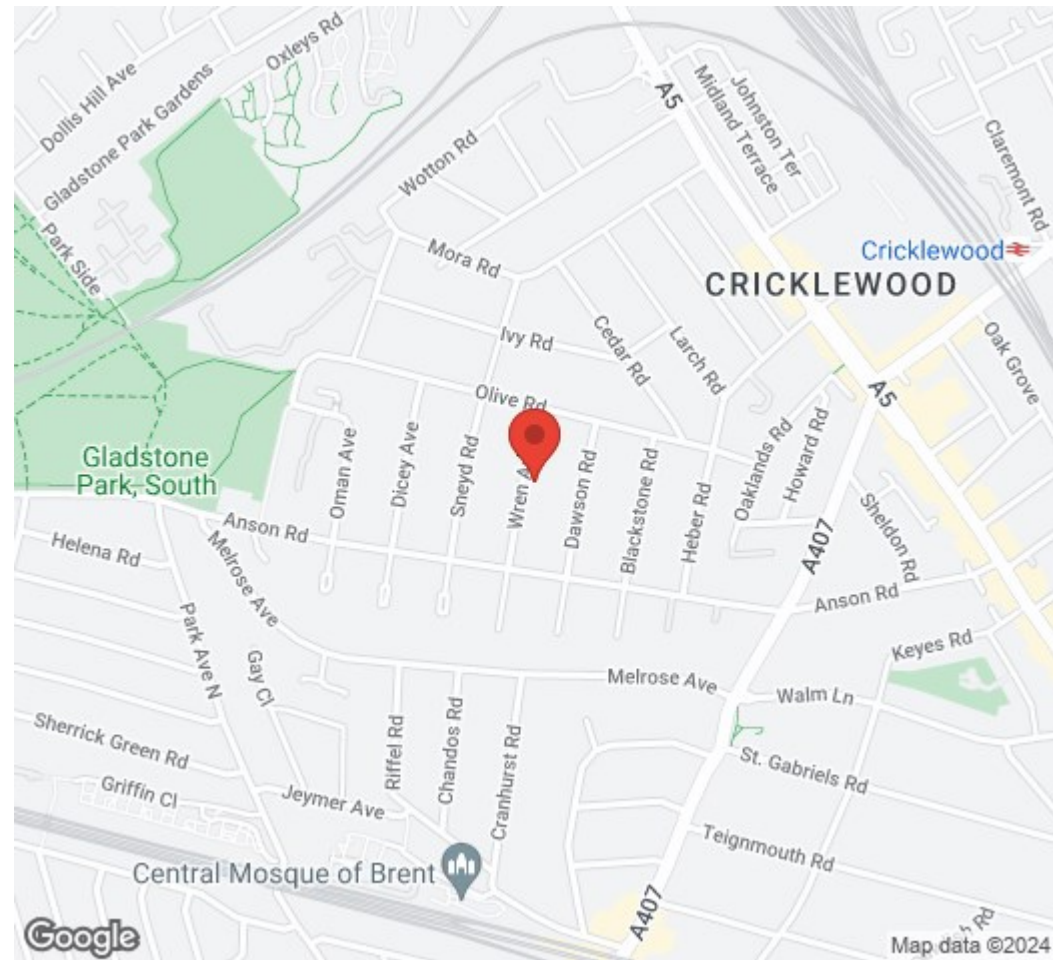 Oxleys Rd
Dollis Hill Ave
Gladstone Park Gardens
Park Side
Wotton Rd
A5
Midland Terrace
Johnston Ter
Claremont Rd
Mora Rd
Cricklewood
CRICKLEWOOD
Ivy Rd
Cedar Rd
Larch Rd
Oak Grove
A5
Olive Rd
Gladstone
Park, South
Oman Ave
Dicey Ave
Sneyd Rd
Wren
Dawson Rd
Blackstone Rd
Heber Rd
Oaklands Rd
Howard Rd
Sheldon Rd
A407
Anson Rd
Anson Rd
Helena Rd
Melrose Ave
Park Ave N
Gay Cl
Keyes Rd
Melrose Ave
Walm Ln
Riffel Rd
Chandos Rd
Cranhurst Rd
Sherrick Green Rd
Griffin Cl
Jeymer Ave
St. Gabriels Rd
Teignmouth Rd
Central Mosque of Brent
A407
Rd
Google
Map data ©2024